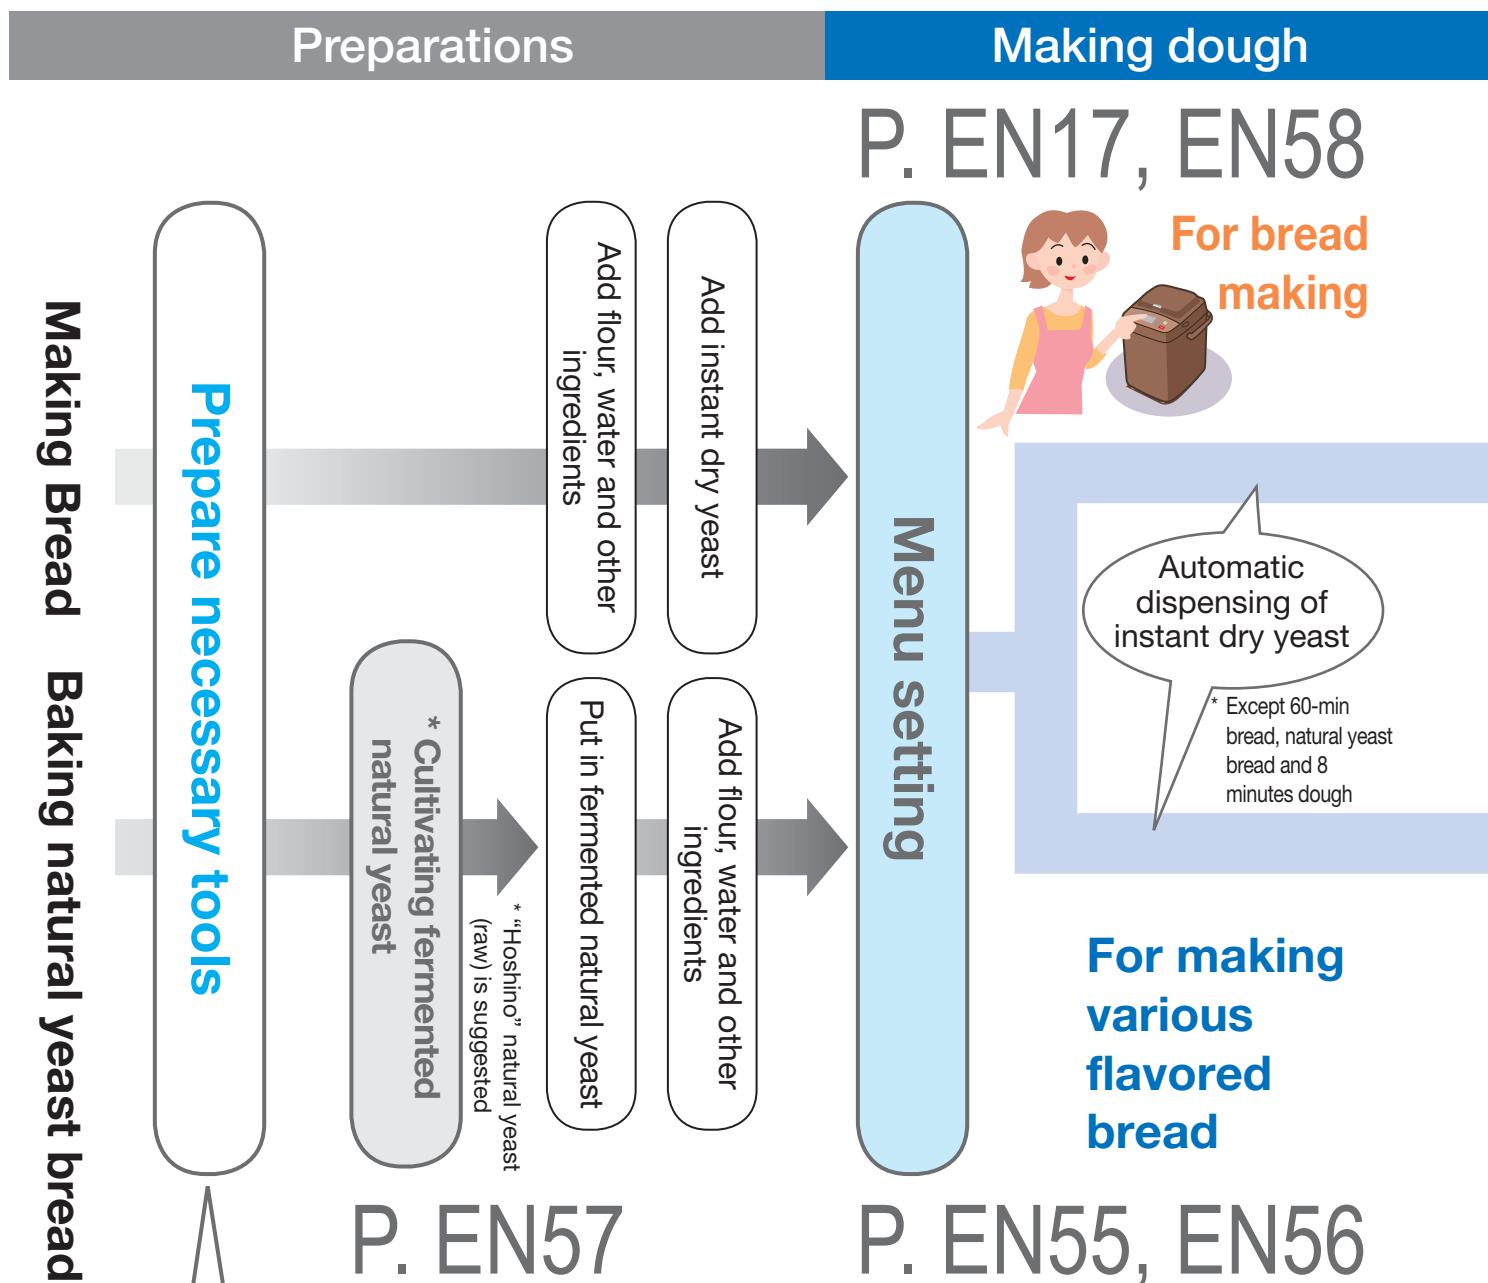 Preparations
Making dough
P. EN17, EN58
Making Bread
Baking natural yeast bread
Prepare necessary tools
Add flour, water and other
ingredients
Add instant dry yeast
* Cultivating fermented
natural yeast
* “Hoshino” natural yeast
(raw) is suggested
Put in fermented natural yeast
Add flour, water and other
ingredients
Menu setting
For bread
making
Automatic
dispensing of
instant dry yeast
* Except 60-min
bread, natural yeast
bread and 8
minutes dough
For making
various
flavored
bread
P. EN57
P. EN55, EN56